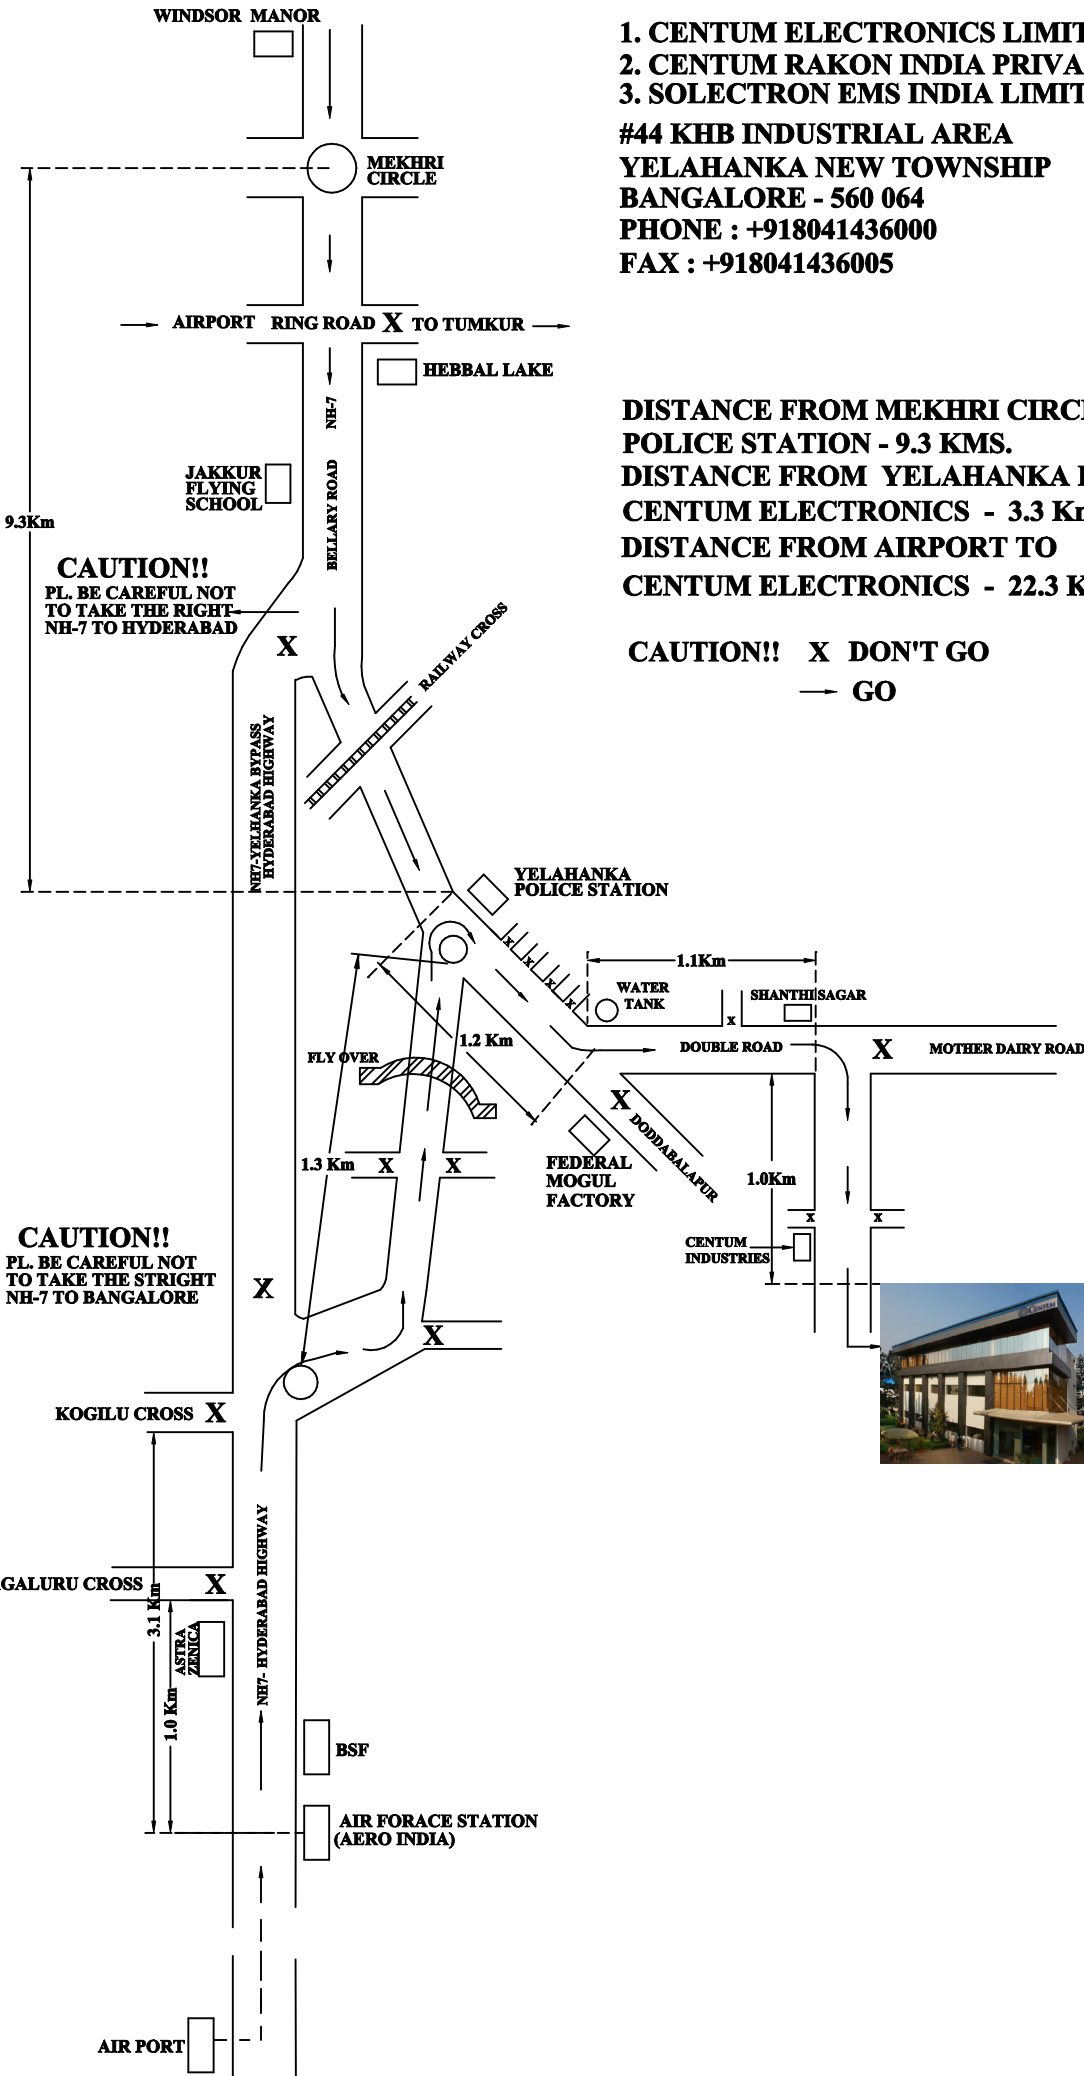 WINDSOR MANOR
1. CENTUM ELECTRONICS LIMIT
2. CENTUM RAKON INDIA PRIVA
3. SOLECTRON EMS INDIA LIMIT
#44 KHB INDUSTRIAL AREA
YELAHANKA NEW TOWNSHIP
BANGALORE - 560 064
PHONE : +918041436000
FAX : +918041436005
MEKHRI
CIRCLE
AIRPORT RING ROAD X TO TUMKUR
HEBBAL LAKE
NH-7
BELLARY ROAD
DISTANCE FROM MEKHRI CIRCL
POLICE STATION - 9.3 KMS.
DISTANCE FROM YELAHANKA
CENTUM ELECTRONICS - 3.3 Km
DISTANCE FROM AIRPORT TO
CENTUM ELECTRONICS - 22.3 K
JAKKUR
FLYING
SCHOOL
9.3Km
CAUTION!!
PL. BE CAREFUL NOT
TO TAKE THE RIGHT
NH-7 TO HYDERABAD
X
CAUTION!! X DON'T GO
GO
RAILWAY CROSS
NH7-YELHANKA BYPASS
HYDERABAD HIGHWAY
YELAHANKA
POLICE STATION
x
x
x
x
1.1Km
WATER
TANK
SHANTHI SAGAR
x
1.2 Km
DOUBLE ROAD
X
MOTHER DAIRY ROAD
FLY OVER
X
DODDABALAPUR
FEDERAL
MOGUL
FACTORY
1.3 Km
X
X
1.0Km
x
x
CENTUM
INDUSTRIES
CENTUM
CAUTION!!
PL. BE CAREFUL NOT
TO TAKE THE STRIGHT
NH-7 TO BANGALORE
X
X
KOGILU CROSS X
GALURU CROSS X
3.1 Km
ASTRA
ZENICA
1.0 Km
NH7- HYDERABAD HIGHWAY
BSF
AIR FORACE STATION
(AERO INDIA)
AIR PORT